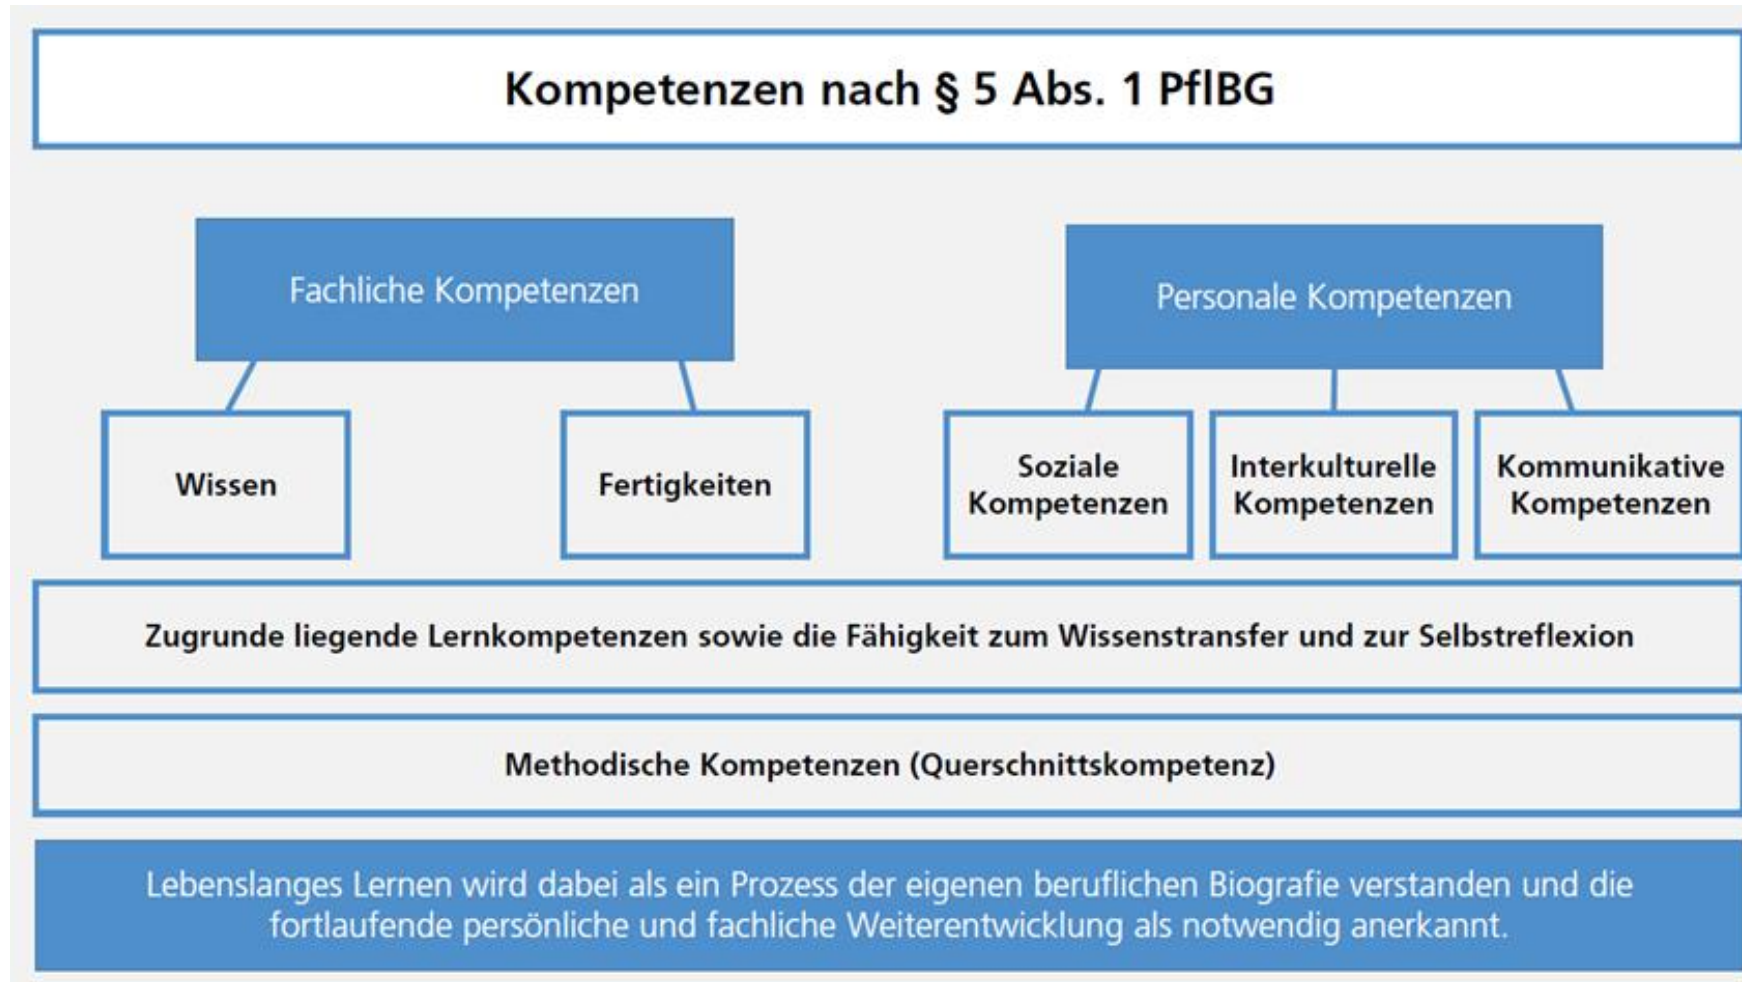 Kompetenzen nach § 5 Abs. 1 PflBG
Fachliche Kompetenzen
Personale Kompetenzen
Wissen
Fertigkeiten
Soziale
Kompetenzen
Interkulturelle
Kompetenzen
Kommunikative
Kompetenzen
Zugrunde liegende Lernkompetenzen sowie die Fähigkeit zum Wissenstransfer und zur Selbstreflexion
Methodische Kompetenzen (Querschnittskompetenz)
Lebenslanges Lernen wird dabei als ein Prozess der eigenen beruflichen Biografie verstanden und die
fortlaufende persönliche und fachliche Weiterentwicklung als notwendig anerkannt.